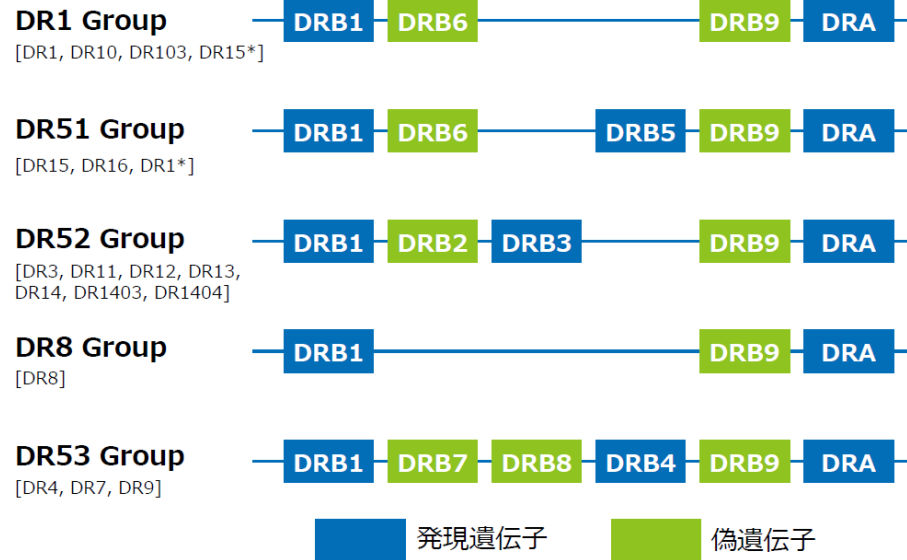 DR1 Group
[DR1, DR10, DR103, DR15*]
DRB1 DRB6 DRB9 DRA
DR51 Group
[DR15, DR16, DR1*]
DRB1 DRB6 DRB5 DRB9 DRA
DR52 Group
[DR3, DR11, DR12, DR13,
DR14, DR1403, DR1404]
DRB1 DRB2 DRB3 DRB9 DRA
DR8 Group
[DR8]
DRB1 DRB9 DRA
DR53 Group
[DR4, DR7, DR9]
DRB1 DRB7 DRB8 DRB4 DRB9 DRA
発現遺伝子 偽遺伝子